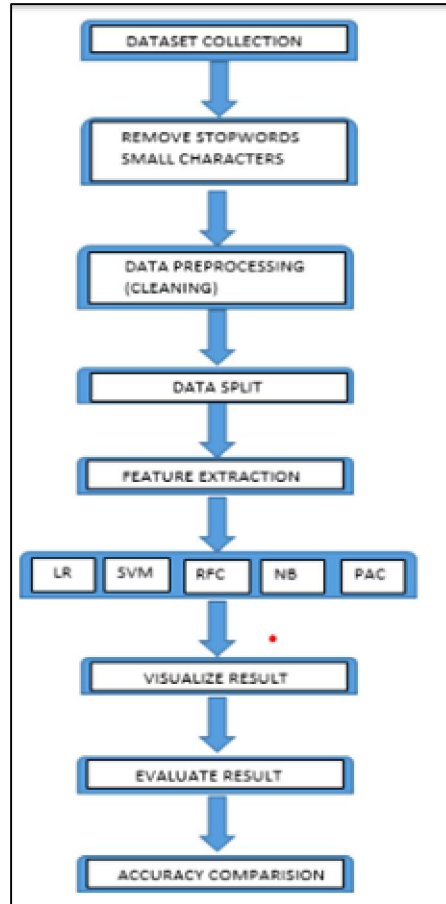 DATASET COLLECTION
REMOVE STOPWORDS
SMALL CHARACTERS
DATA PREPROCESSING
(CLEANING)
DATA SPLIT
FEATURE EXTRACTION
LR SVM RFC NB PAC
VISUALIZE RESULT
EVALUATE RESULT
ACCURACY COMPARISION